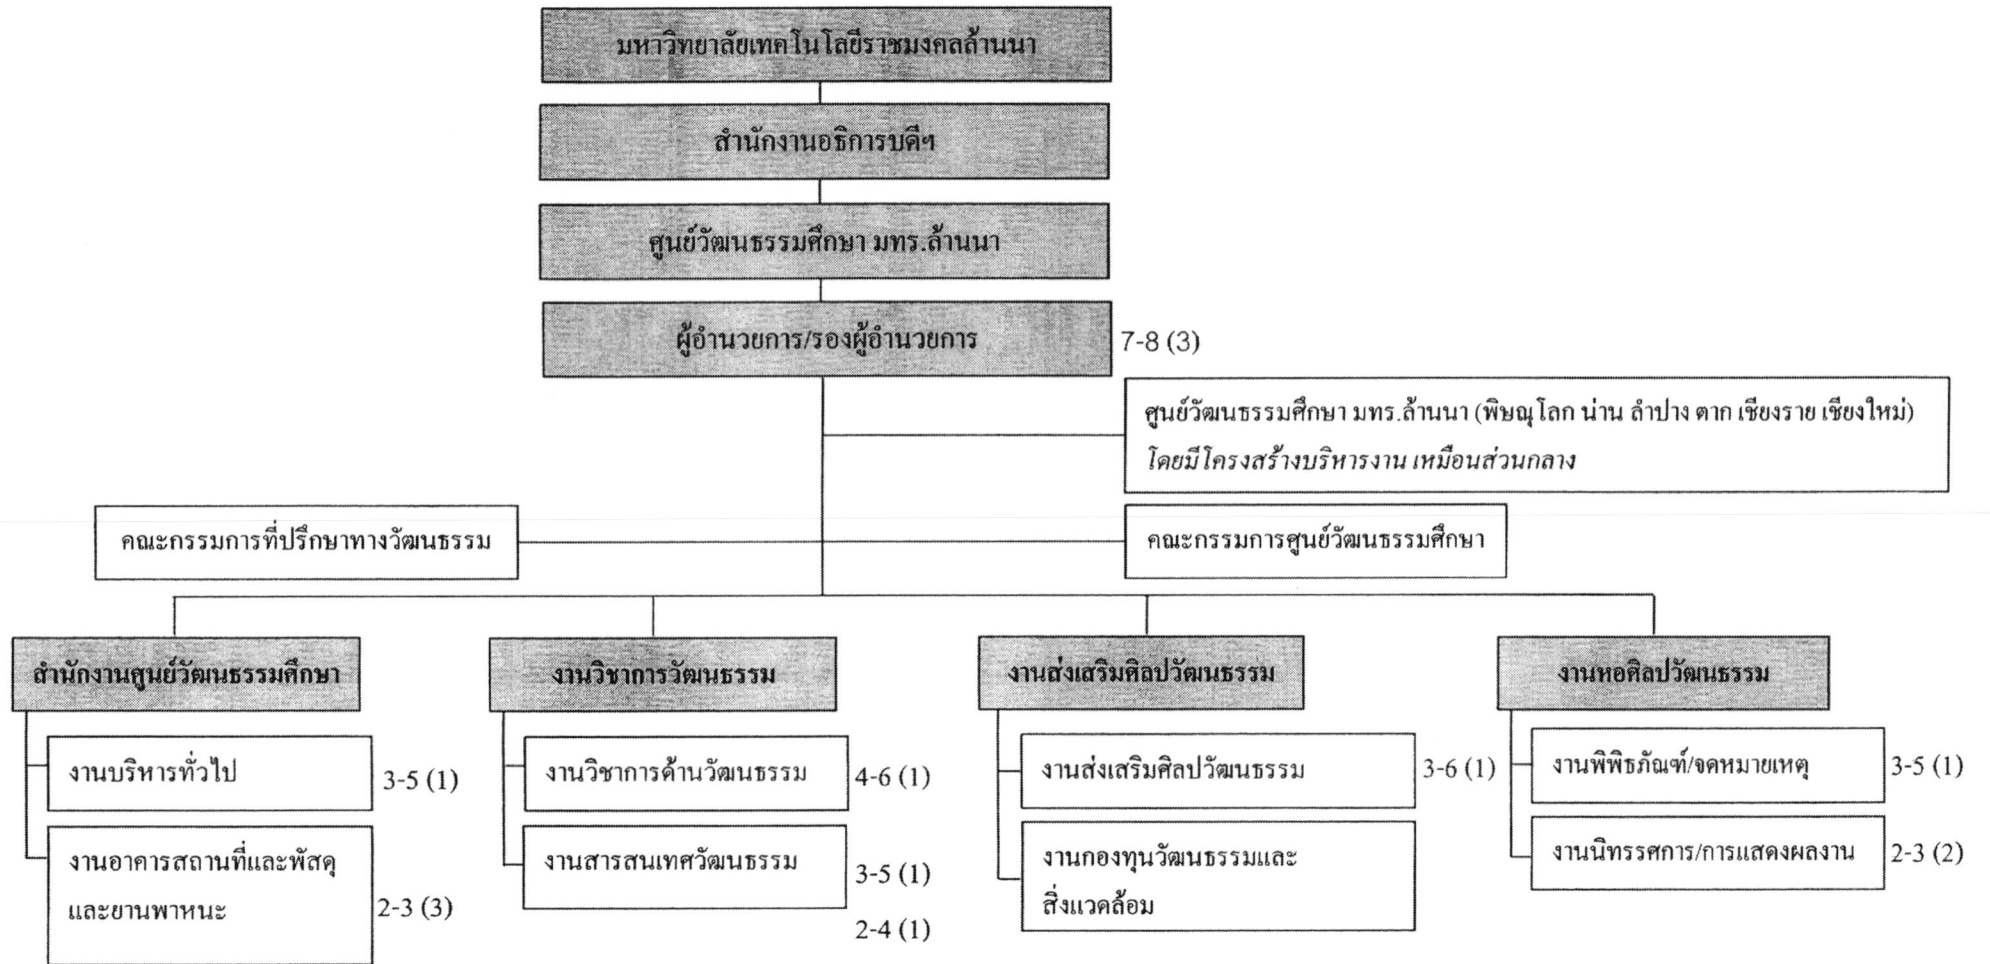 มหาวิทยาลัยเทคโนโลยีราชมงคลล้านนา
สำนักงานอธิการบดีฯ
ศูนย์วัฒนธรรมศึกษา มทร.ล้านนา
ผู้อำนวยการ/รองผู้อำนวยการ
7-8 (3)
ศูนย์วัฒนธรรมศึกษา มทร.ล้านนา (พิษณุโลก น่าน ลำปาง ตาก เชียงราย เชียงใหม่)
โดยมีโครงสร้างบริหารงาน เหมือนส่วนกลาง
คณะกรรมการที่ปรึกษาทางวัฒนธรรม
คณะกรรมการศูนย์วัฒนธรรมศึกษา
สำนักงานศูนย์วัฒนธรรมศึกษา
งานบริหารทั่วไป
3-5 (1)
งานอาคารสถานที่และพัสดุ
และยานพาหนะ
2-3 (3)
งานวิชาการวัฒนธรรม
งานวิชาการด้านวัฒนธรรม
4-6 (1)
งานสารสนเทศวัฒนธรรม
3-5 (1)
2-4 (1)
งานส่งเสริมศิลปวัฒนธรรม
งานส่งเสริมศิลปวัฒนธรรม
3-6 (1)
งานกองทุนวัฒนธรรมและ
สิ่งแวดล้อม
งานหอศิลปวัฒนธรรม
งานพิพิธภัณฑ์/จดหมายเหตุ
3-5 (1)
งานนิทรรศการ/การแสดงผลงาน
2-3 (2)